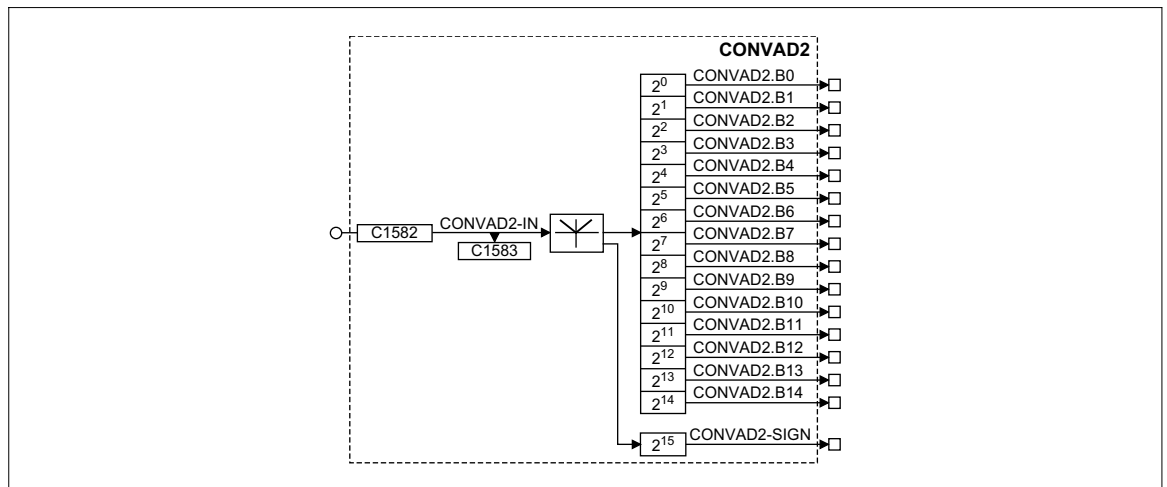 CONVAD2
2⁰ CONVAD2.B0
2¹ CONVAD2.B1
2² CONVAD2.B2
2³ CONVAD2.B3
2⁴ CONVAD2.B4
2⁵ CONVAD2.B5
2⁶ CONVAD2.B6
C1582 CONVAD2-IN
C1583
2⁷ CONVAD2.B7
2⁸ CONVAD2.B8
2⁹ CONVAD2.B9
2¹⁰ CONVAD2.B10
2¹¹ CONVAD2.B11
2¹² CONVAD2.B12
2¹³ CONVAD2.B13
2¹⁴ CONVAD2.B14
2¹⁵ CONVAD2-SIGN